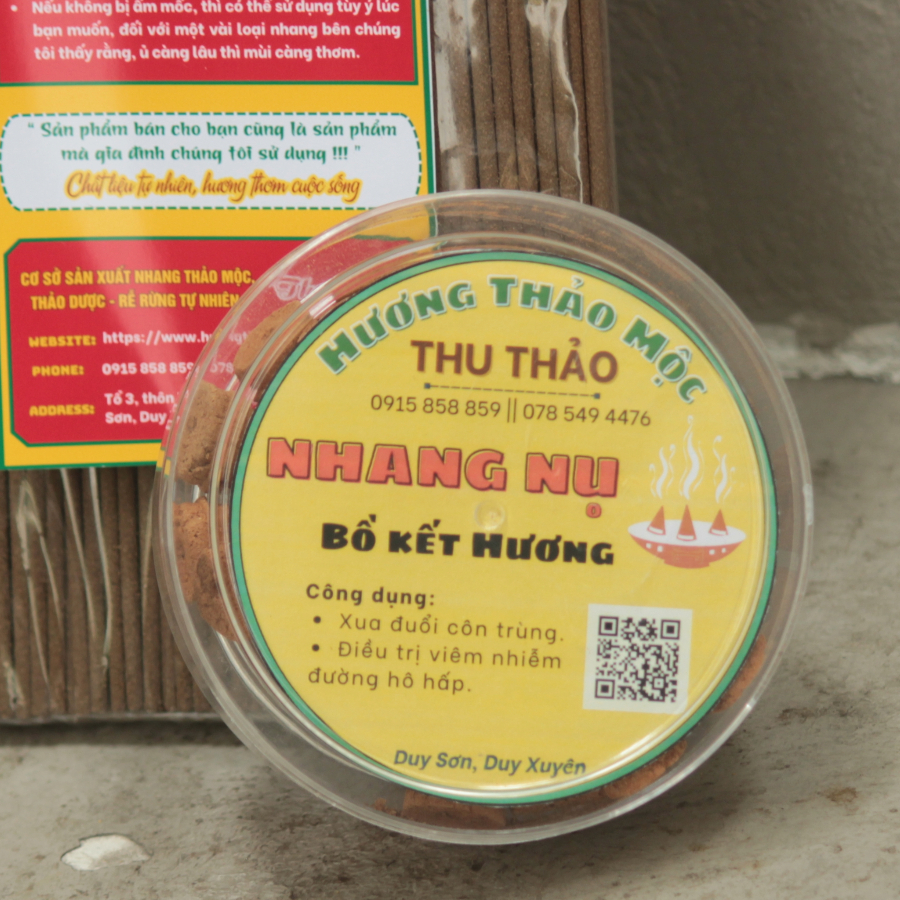 • Nếu không bị ẩm mốc, thì có thể sử dụng tùy ý lúc
bạn muốn, đối với một vài loại nhang bên chúng
tôi thấy rằng, ủ càng lâu thì mùi càng thơm.
" Sản phẩm bán cho bạn cũng là sản phẩm
mà gia đình chúng tôi sử dụng !!! "
Chất liệu tự nhiên, hương thơm cuộc sống
CƠ SỞ SẢN XUẤT NHANG THẢO MỘC,
THẢO DƯỢC - RỄ RỪNG TỰ NHIÊN
WEBSITE: https://www.
PHONE: 0915 858 859
ADDRESS: Tổ 3, thôn
Sơn, Duy
HƯƠNG THẢO MỘC
THU THẢO
0915 858 859 || 078 549 4476
NHANG NỤ
BỒ KẾT HƯƠNG
Công dụng:
• Xua đuổi côn trùng.
• Điều trị viêm nhiễm
đường hô hấp.
Duy Sơn, Duy Xuyên